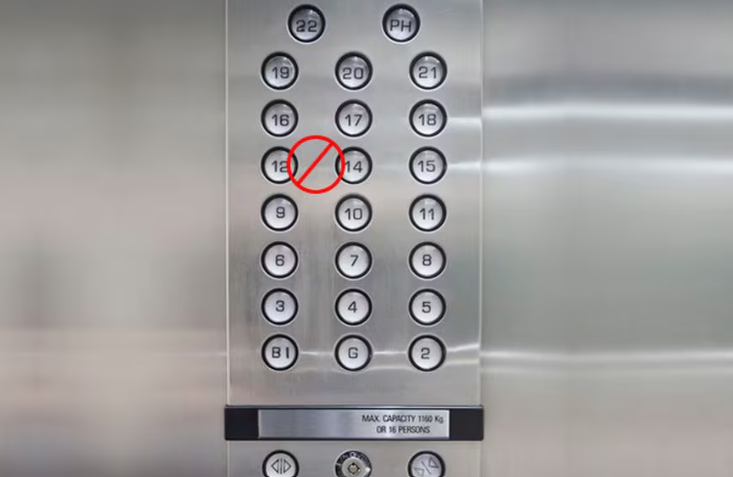 22 PH
19 20 21
16 17 18
12 14 15
9 10 11
6 7 8
3 4 5
B1 G 2
MAX. CAPACITY 1160 Kg.
OR 16 PERSONS